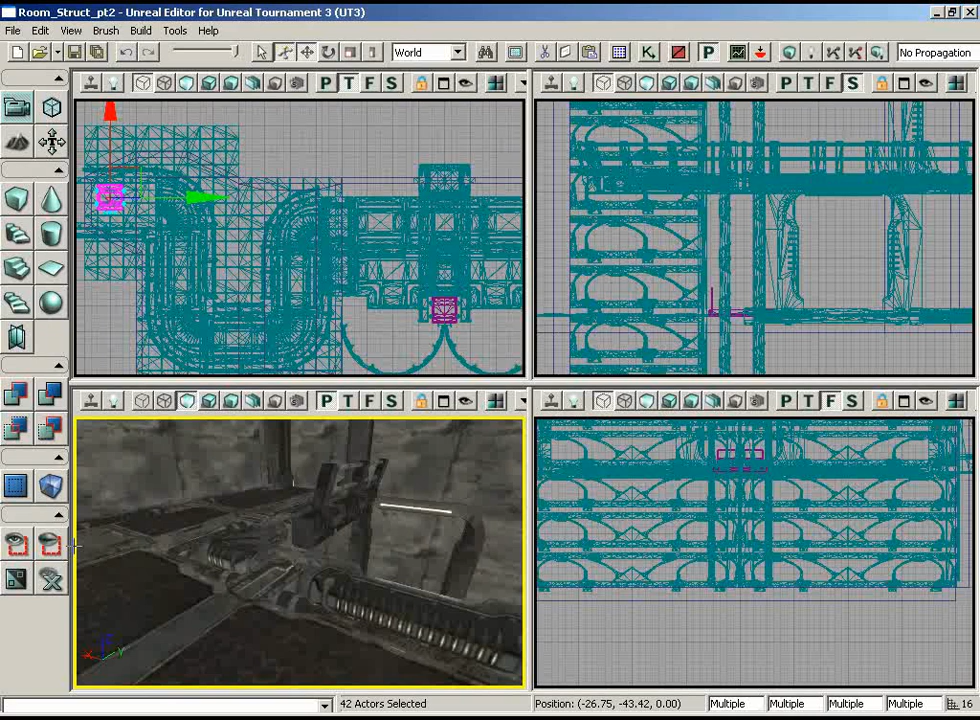 Room_Struct_pt2 - Unreal Editor for Unreal Tournament 3 (UT3)
File Edit View Brush Build Tools Help
World P No Propagation
P T F S P T F S
P T F S P T F S
42 Actors Selected Position: (-26.75, -43.42, 0.00) Multiple Multiple Multiple Multiple 16